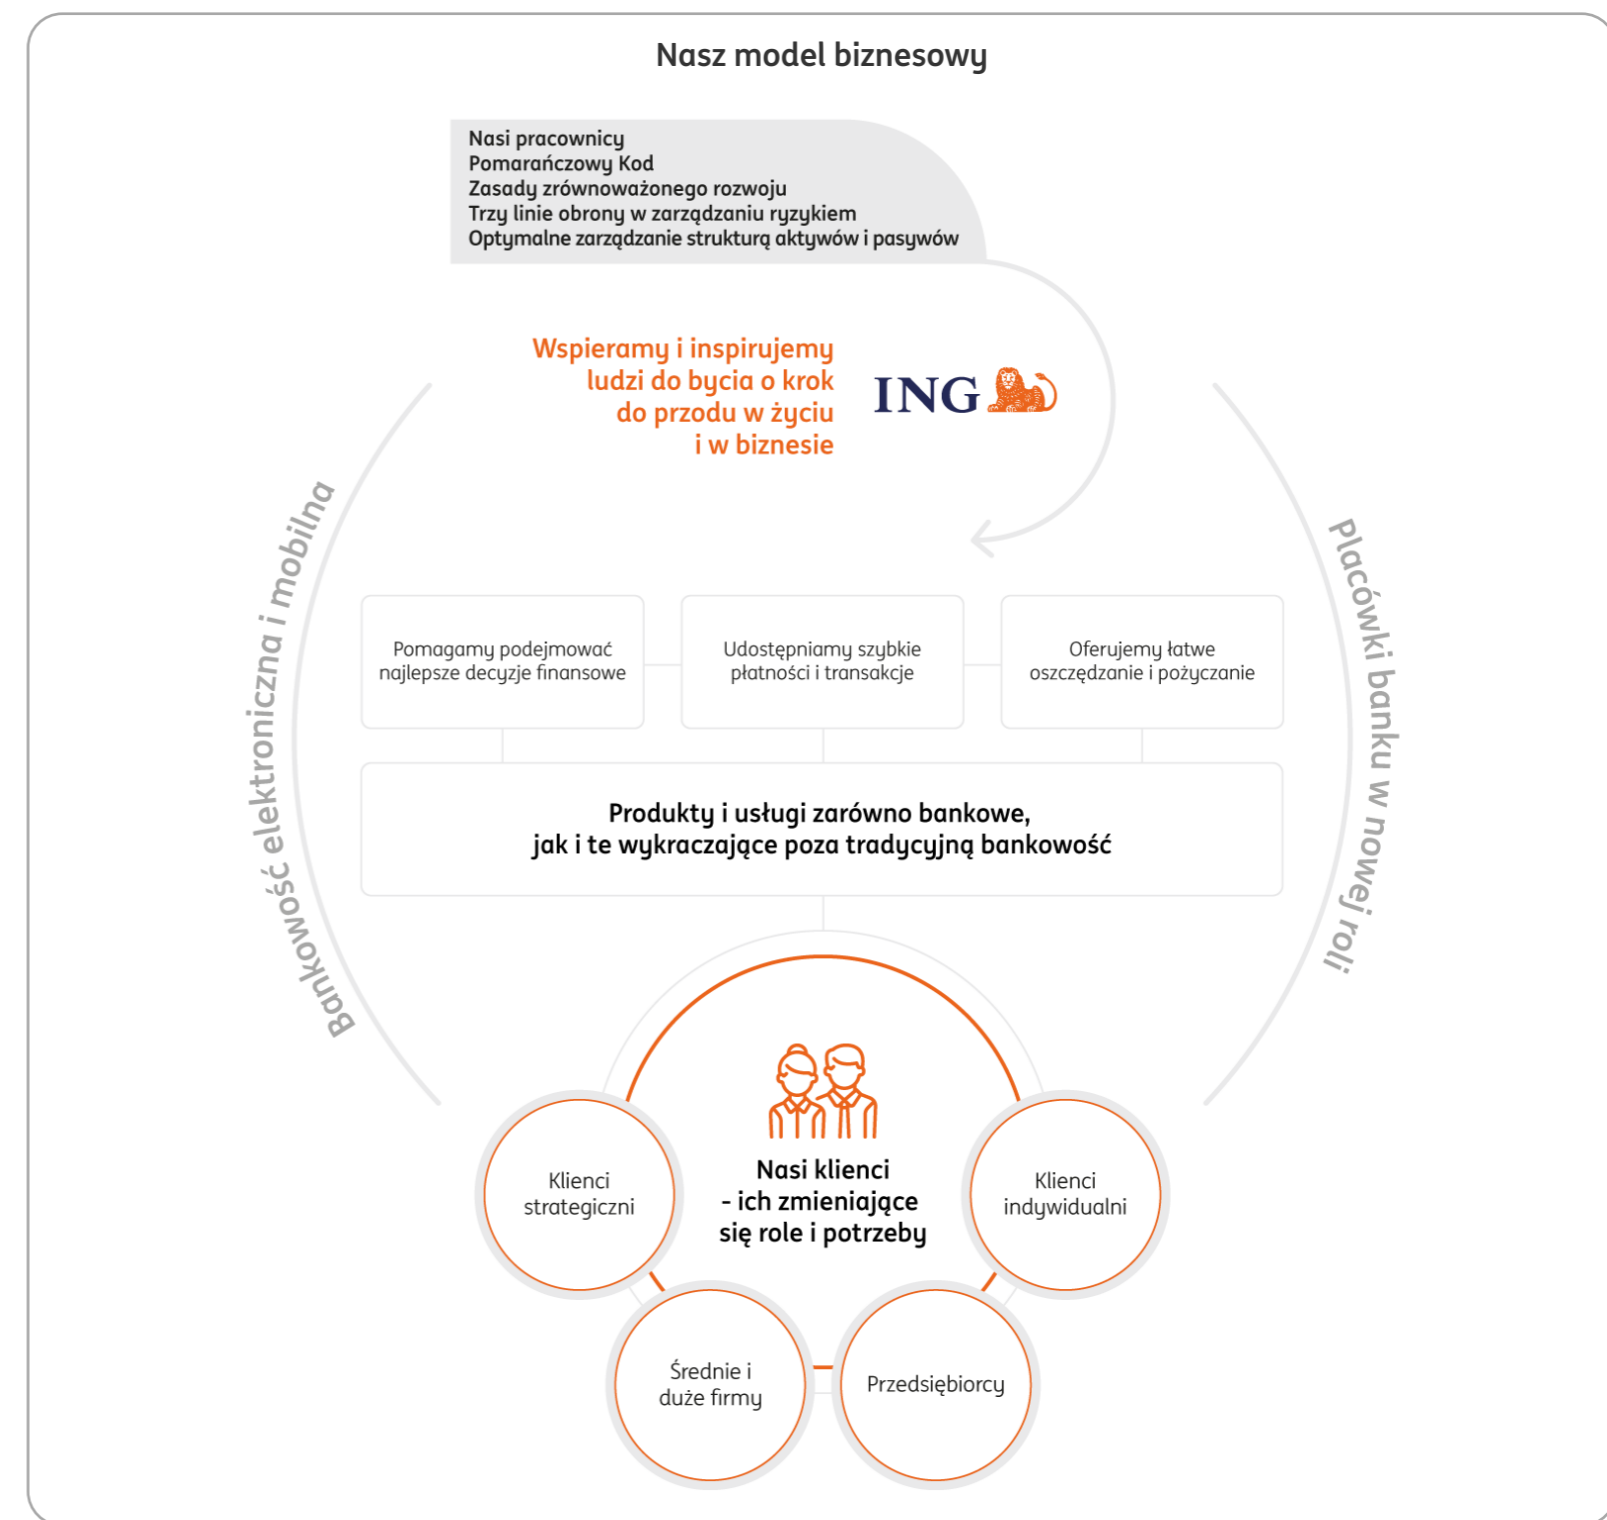 Nasz model biznesowy
Nasi pracownicy
Pomarańczowy Kod
Zasady zrównoważonego rozwoju
Trzy linie obrony w zarządzaniu ryzykiem
Optymalne zarządzanie strukturą aktywów i pasywów
Wspieramy i inspirujemy
ludzi do bycia o krok
do przodu w życiu
i w biznesie
ING
Bankowość elektroniczna i mobilna
Placówki banku w nowej roli
Pomagamy podejmować
najlepsze decyzje finansowe
Udostępniamy szybkie
płatności i transakcje
Oferujemy łatwe
oszczędzanie i pożyczanie
Produkty i usługi zarówno bankowe,
jak i te wykraczające poza tradycyjną bankowość
Nasi klienci
- ich zmieniające
się role i potrzeby
Klienci
strategiczni
Klienci
indywidualni
Średnie i
duże firmy
Przedsiębiorcy